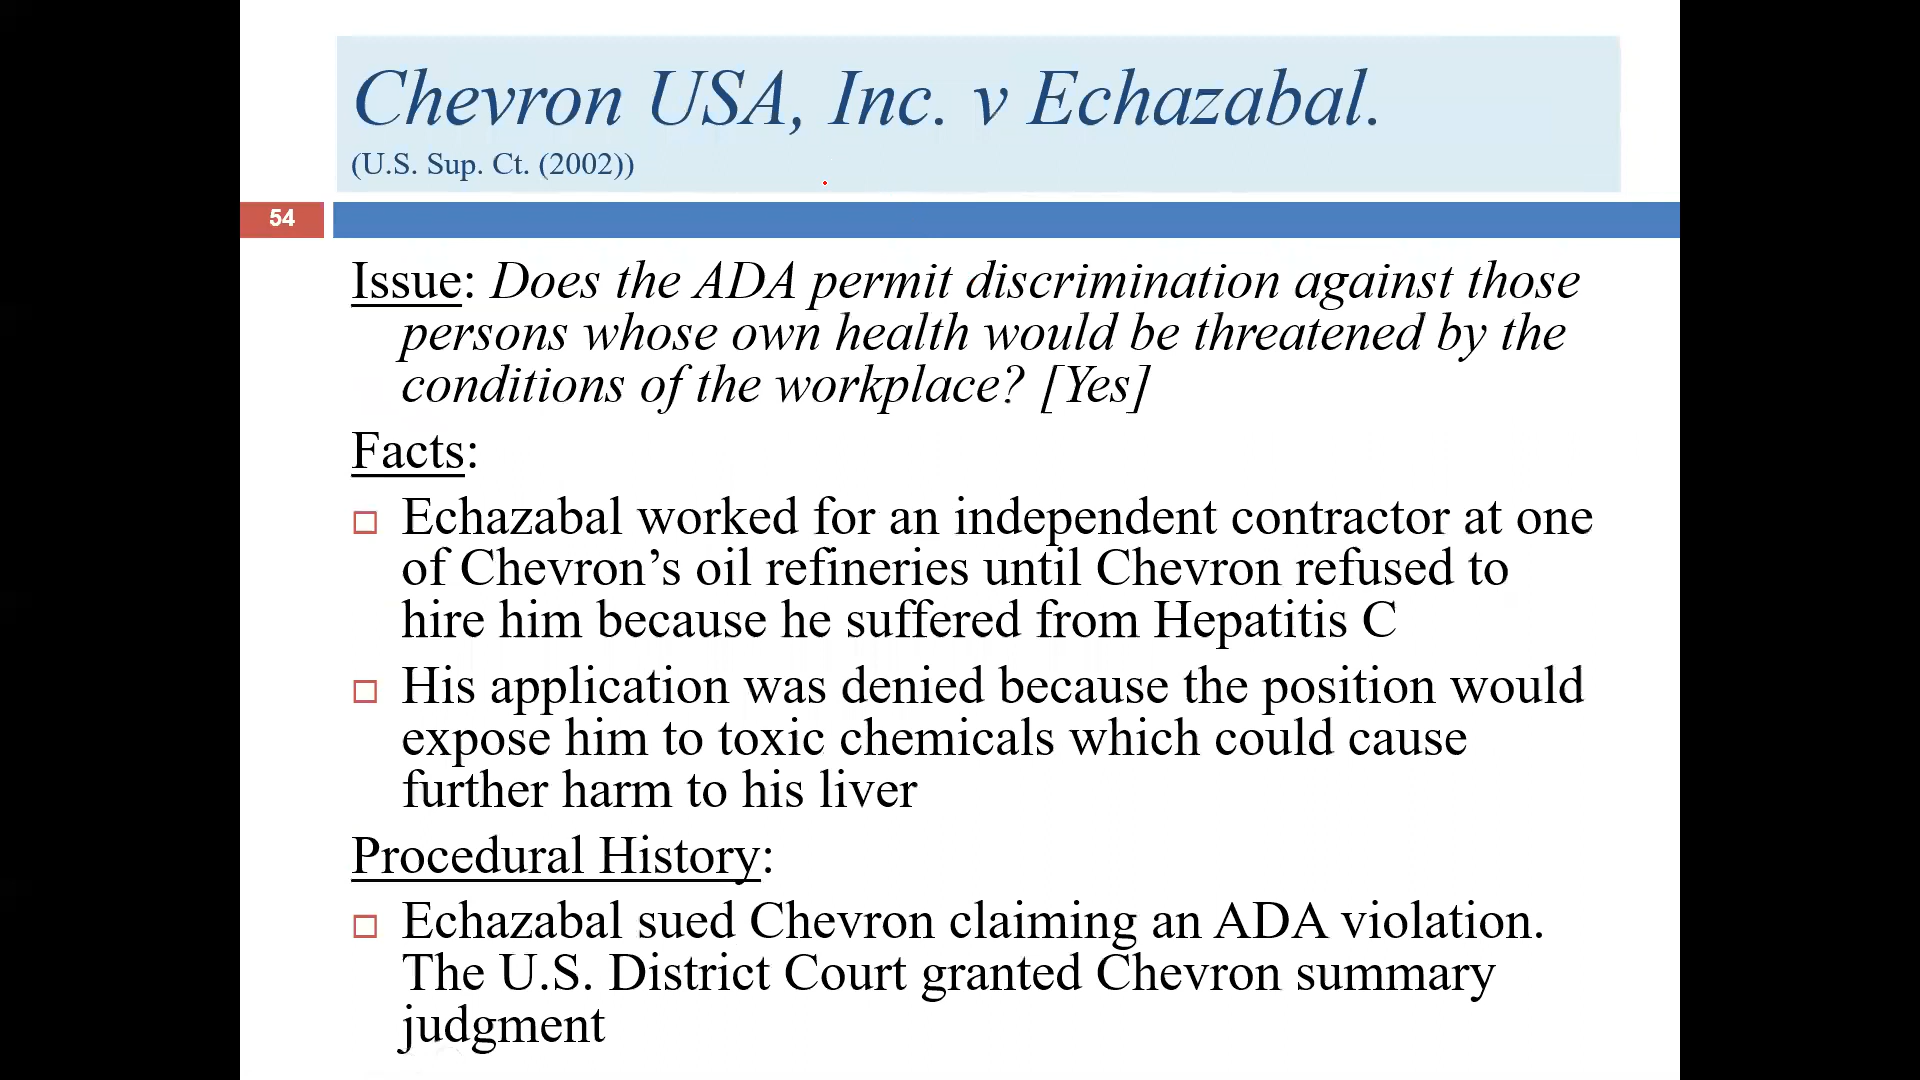 Chevron USA, Inc. v Echazabal.
(U.S. Sup. Ct. (2002))
54
Issue: Does the ADA permit discrimination against those
persons whose own health would be threatened by the
conditions of the workplace? [Yes]
Facts:
Echazabal worked for an independent contractor at one
of Chevron’s oil refineries until Chevron refused to
hire him because he suffered from Hepatitis C
His application was denied because the position would
expose him to toxic chemicals which could cause
further harm to his liver
Procedural History:
Echazabal sued Chevron claiming an ADA violation.
The U.S. District Court granted Chevron summary
judgment